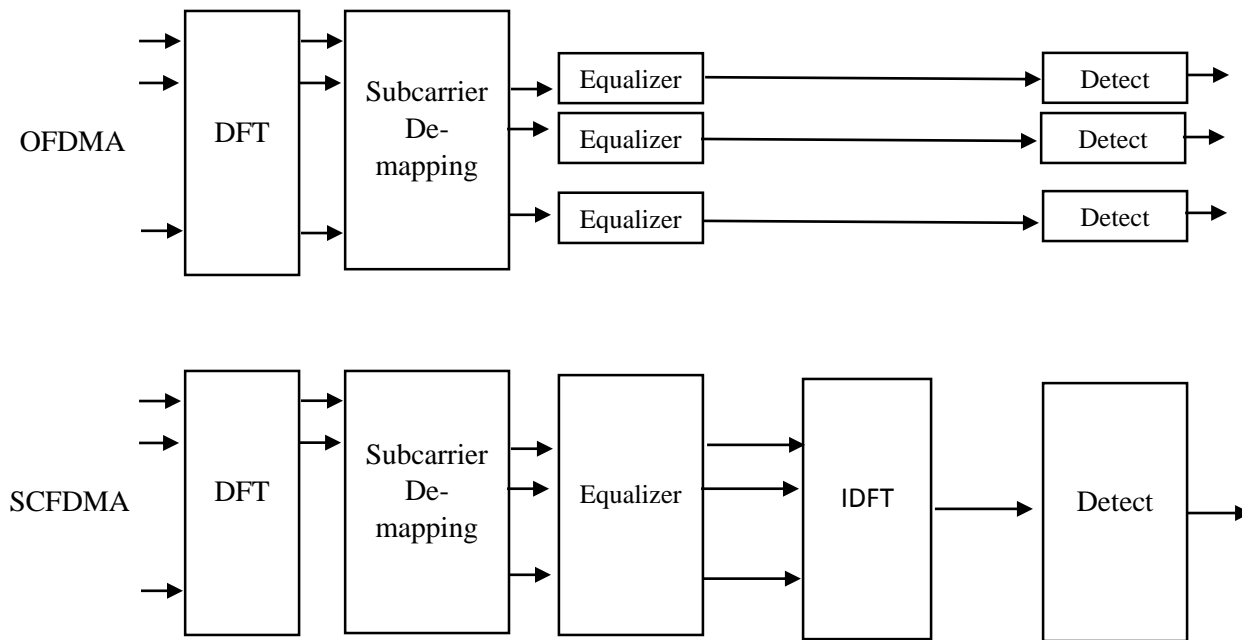 OFDMA
DFT
Subcarrier
De-
mapping
Equalizer
Detect
Equalizer
Detect
Equalizer
Detect
SCFDMA
DFT
Subcarrier
De-
mapping
Equalizer
IDFT
Detect